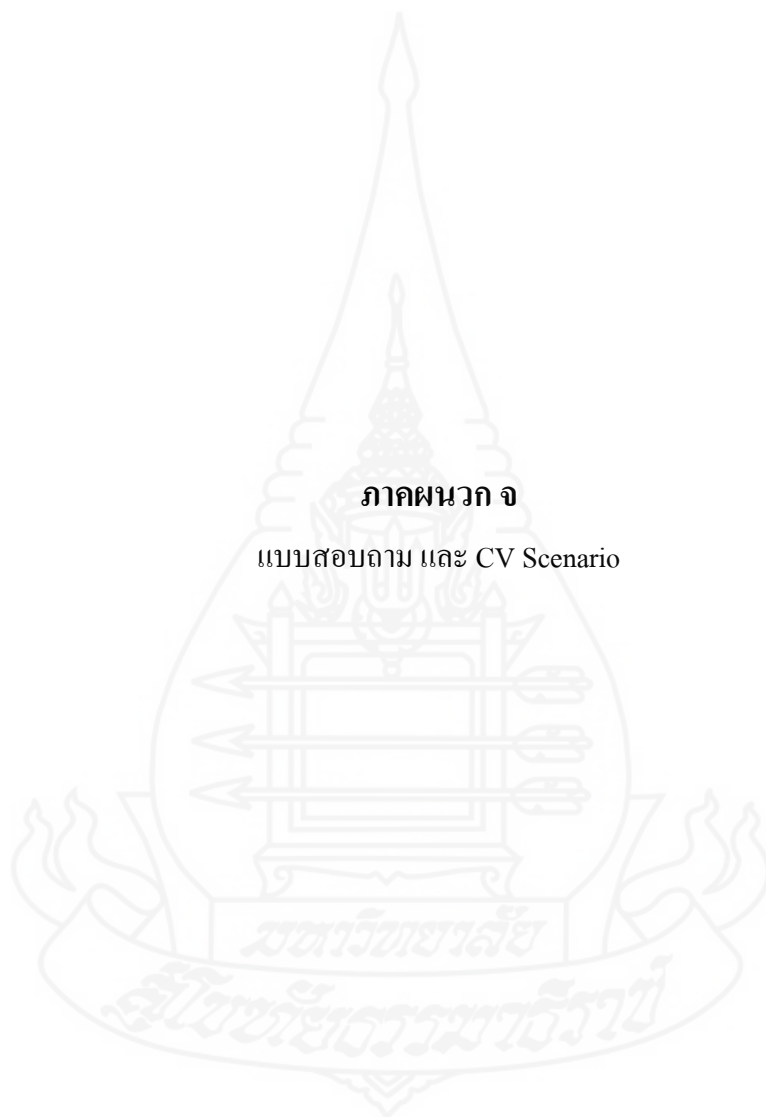 ภาคผนวก จ
แบบสอบถาม และ CV Scenario
มหาวิทยาลัย
สุโขทัยธรรมาธิราช